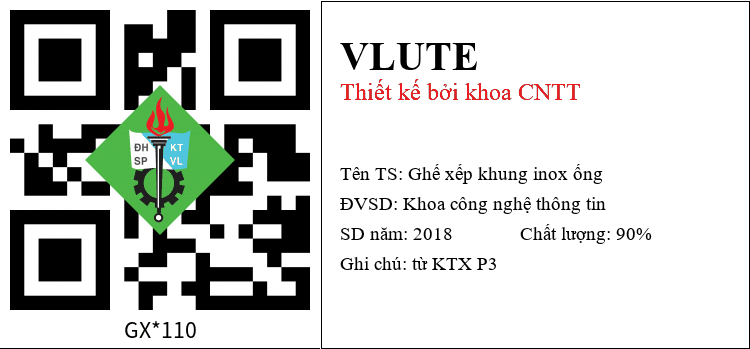 ĐH KT
SP VL
GX*110
VLUTE
Thiết kế bởi khoa CNTT
Tên TS: Ghế xếp khung inox ống
ĐVSD: Khoa công nghệ thông tin
SD năm: 2018 Chất lượng: 90%
Ghi chú: từ KTX P3